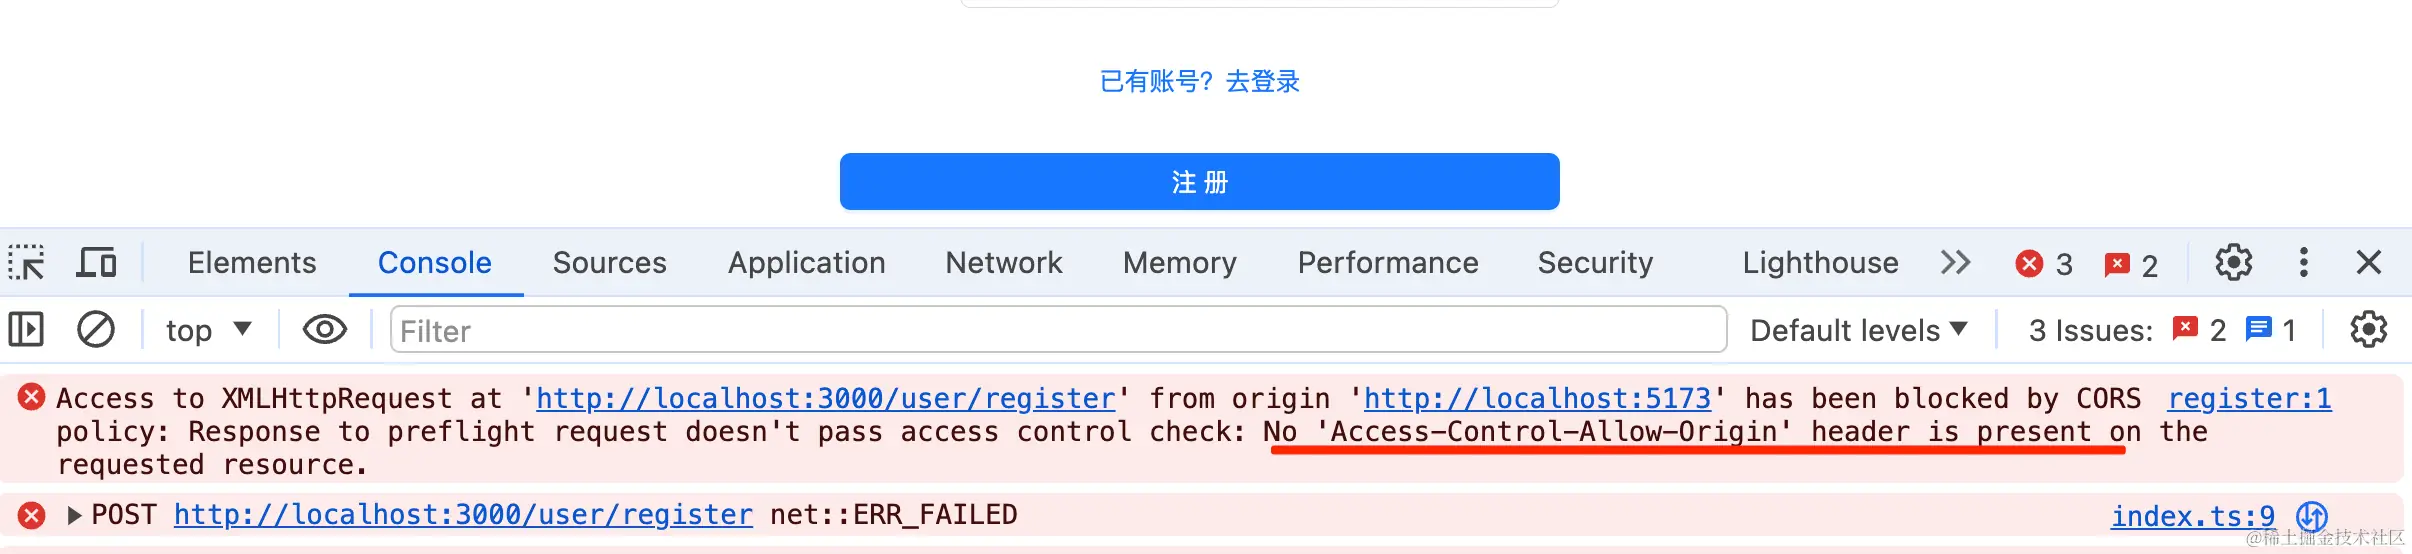 已有账号？去登录
注 册
Elements Console Sources Application Network Memory Performance Security Lighthouse 3 2
top Filter Default levels 3 Issues: 2 1
Access to XMLHttpRequest at 'http://localhost:3000/user/register' from origin 'http://localhost:5173' has been blocked by CORS register:1
policy: Response to preflight request doesn't pass access control check: No 'Access-Control-Allow-Origin' header is present on the
requested resource.
POST http://localhost:3000/user/register net::ERR_FAILED index.ts:9
@稀土掘金技术社区